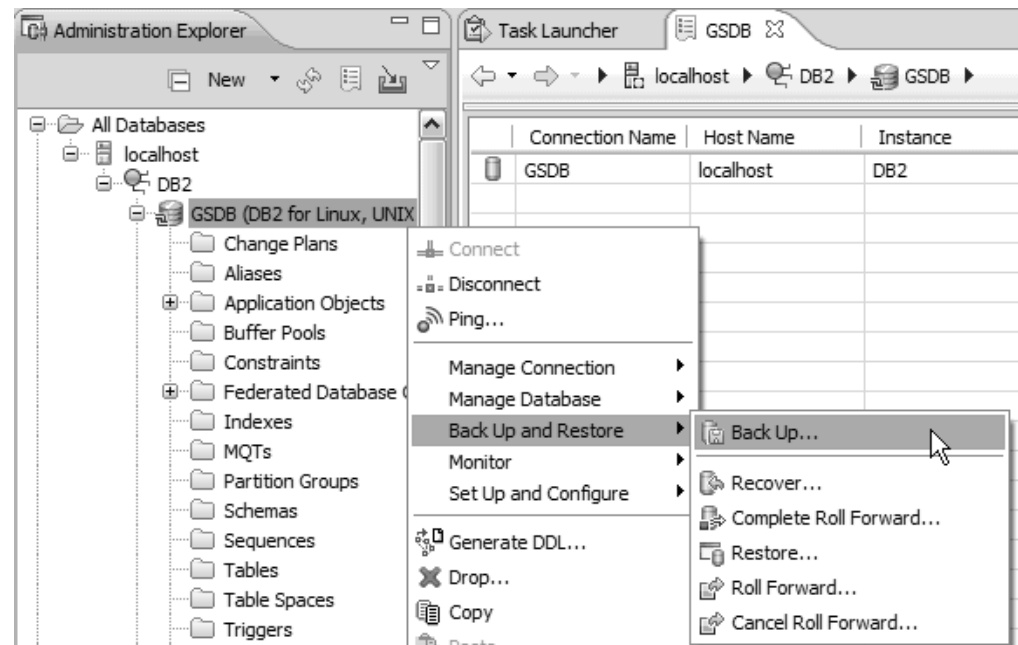 Administration Explorer
New
All Databases
localhost
DB2
GSDB (DB2 for Linux, UNIX
Change Plans
Aliases
Application Objects
Buffer Pools
Constraints
Federated Database
Indexes
MQTs
Partition Groups
Schemas
Sequences
Tables
Table Spaces
Triggers
Task Launcher
GSDB
localhost DB2 GSDB
Connection Name Host Name Instance
GSDB localhost DB2
Connect
Disconnect
Ping...
Manage Connection
Manage Database
Back Up and Restore
Monitor
Set Up and Configure
Generate DDL...
Drop...
Copy
Back Up...
Recover...
Complete Roll Forward...
Restore...
Roll Forward...
Cancel Roll Forward...